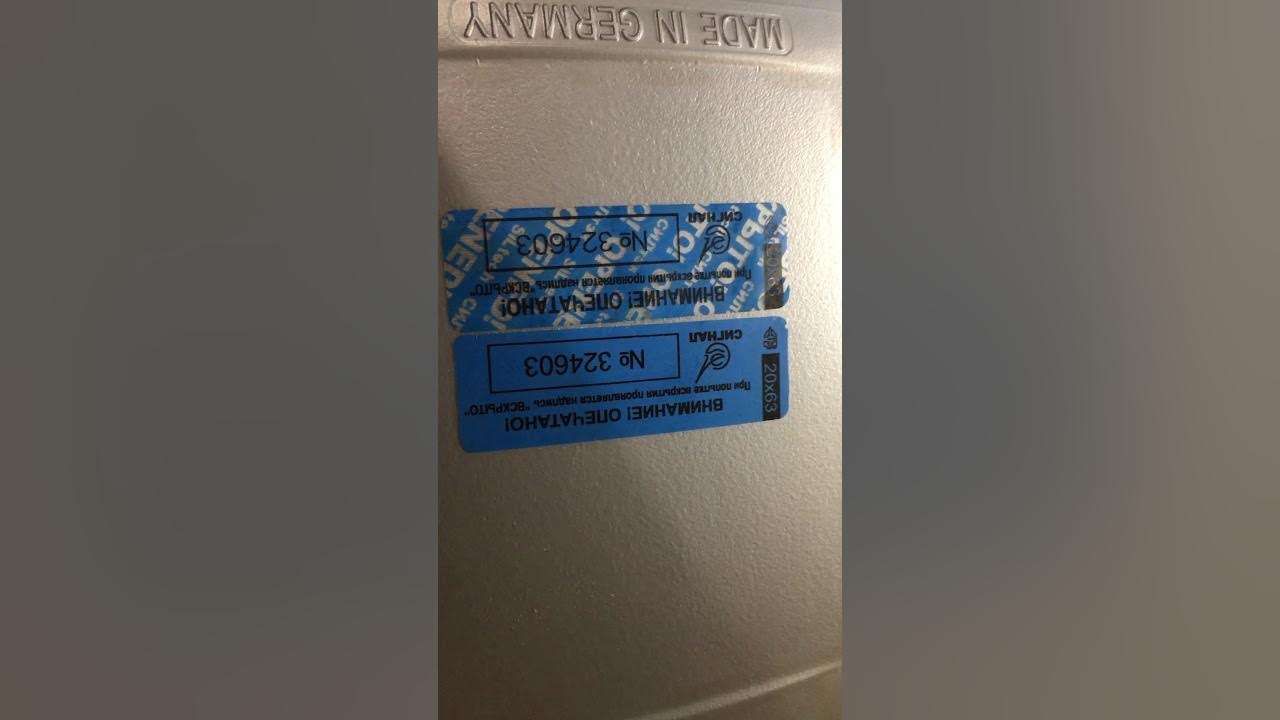 ВНИМАНИЕ! ОПЕЧАТАНО!
При попытке вскрытия проявляется надпись "ВСКРЫТО"
20x63
№ 324603
СИГНАЛ
ВНИМАНИЕ! ОПЕЧАТАНО!
При попытке вскрытия проявляется надпись "ВСКРЫТО"
№ 324603
СИГНАЛ
MADE IN GERMANY